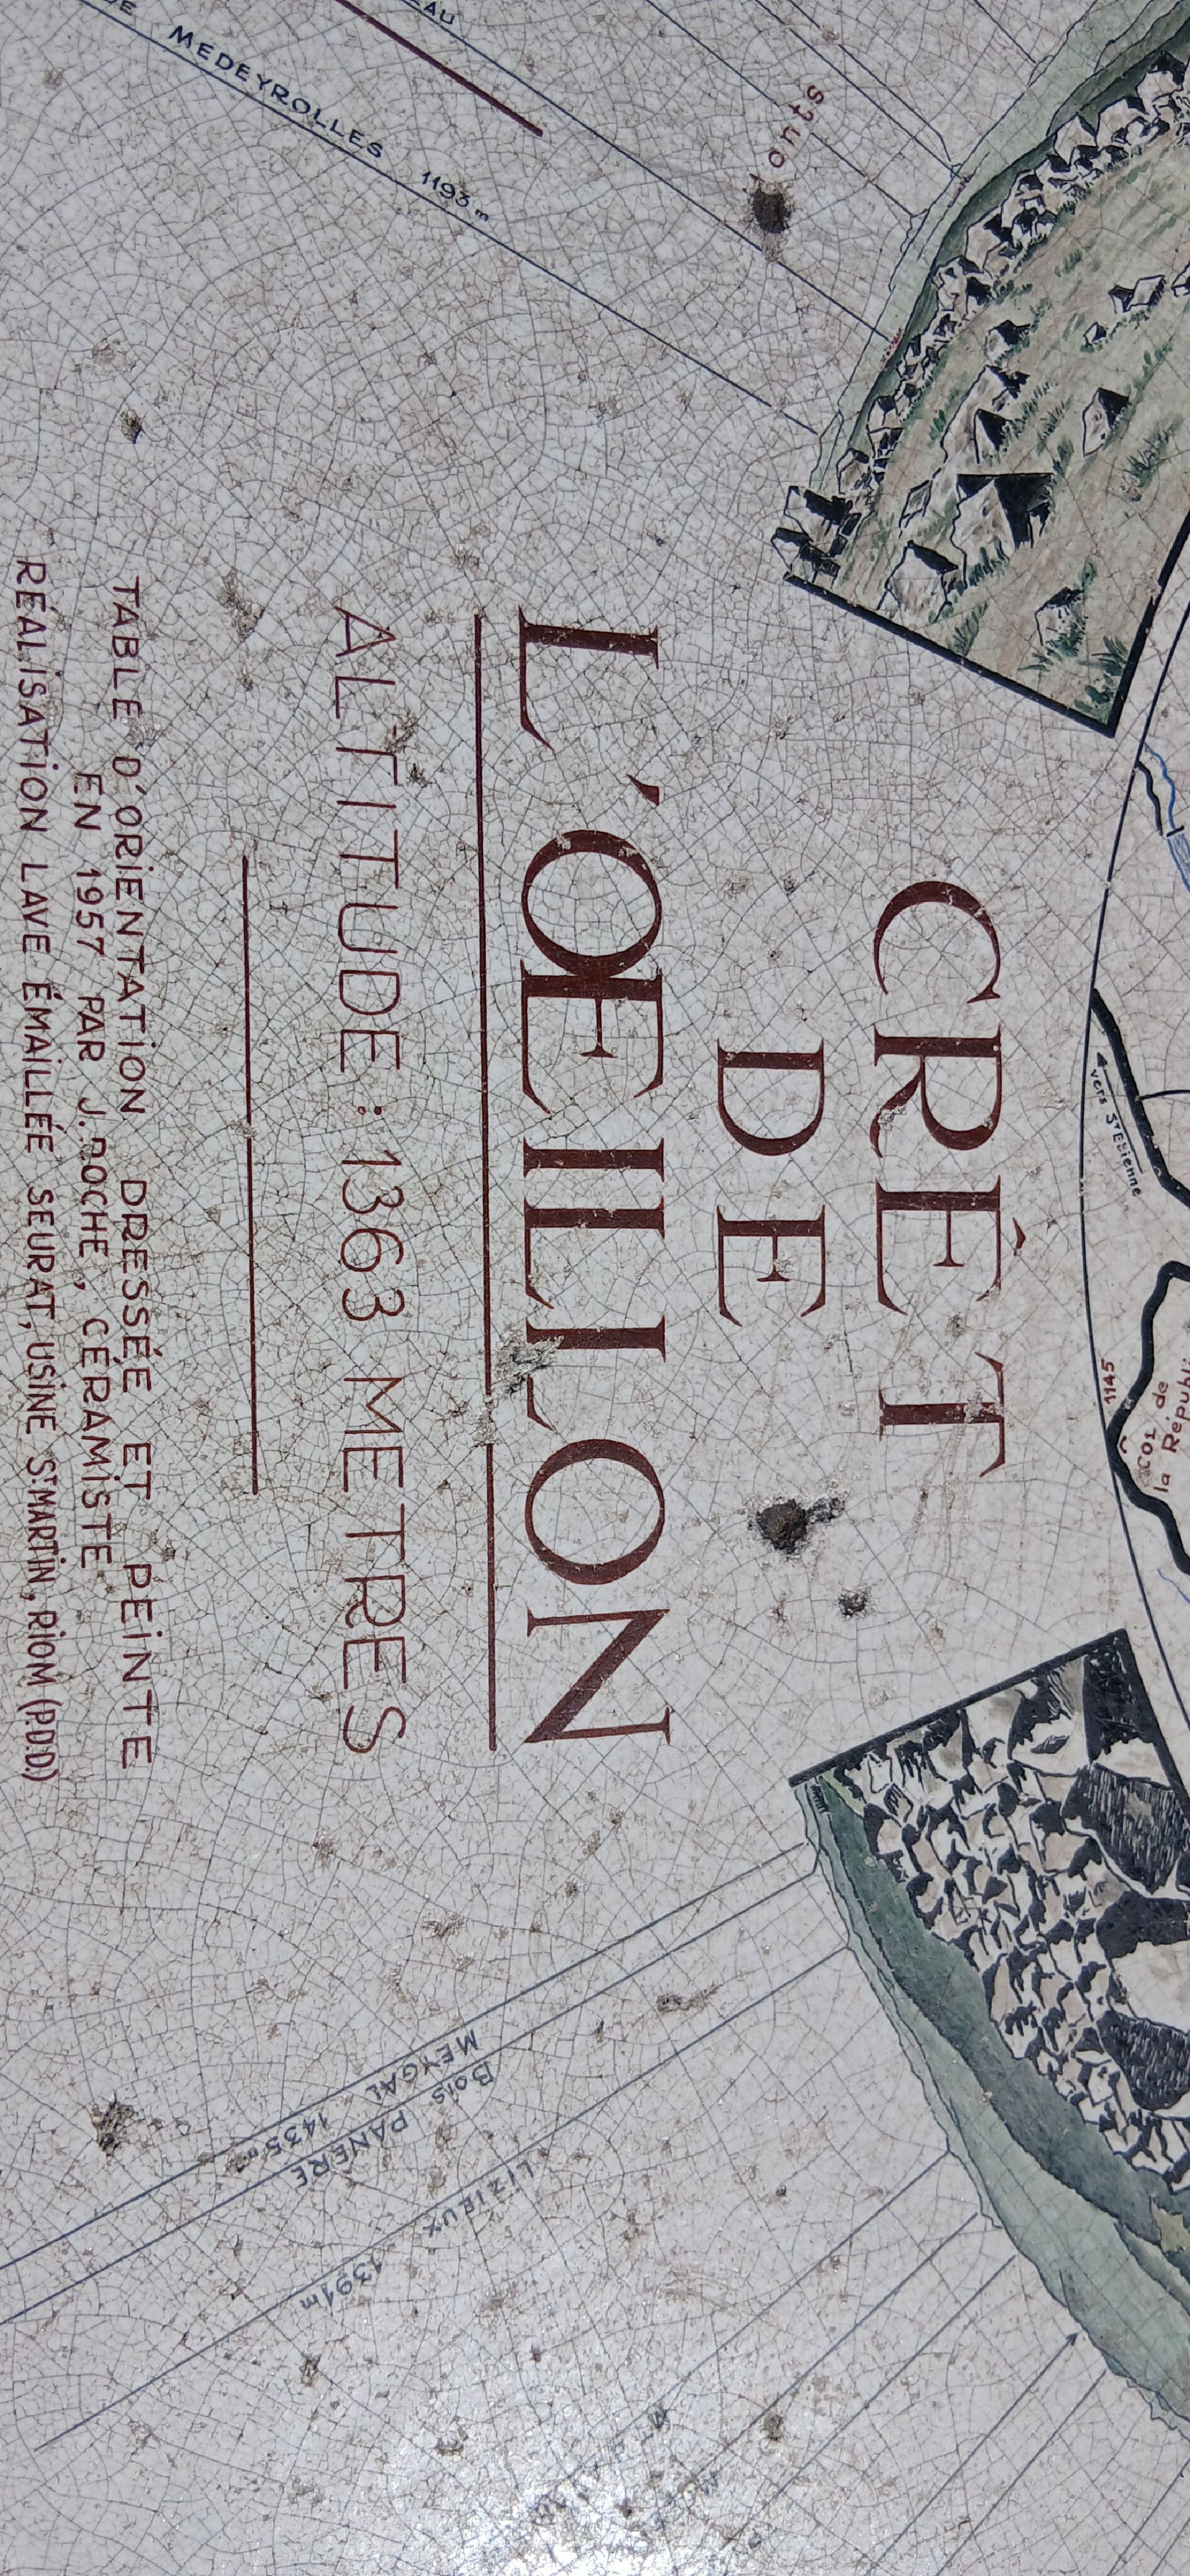 CRÊT
DE
L'ŒILLON
ALTITUDE : 1363 METRES
TABLE D'ORIENTATION DRESSÉE ET PEINTE
EN 1957 PAR J. ROCHE, CÉRAMISTE
RÉALISATION LAVE ÉMAILLÉE SEURAT, USINE ST MARTIN, RIOM (P.D.D.)
MEDEYROLLES 1193 m
vers St Etienne
1145
Col de
la Républi
MEYGAL 1435 m
Bois PANERE
LIZIEUX 1391 m